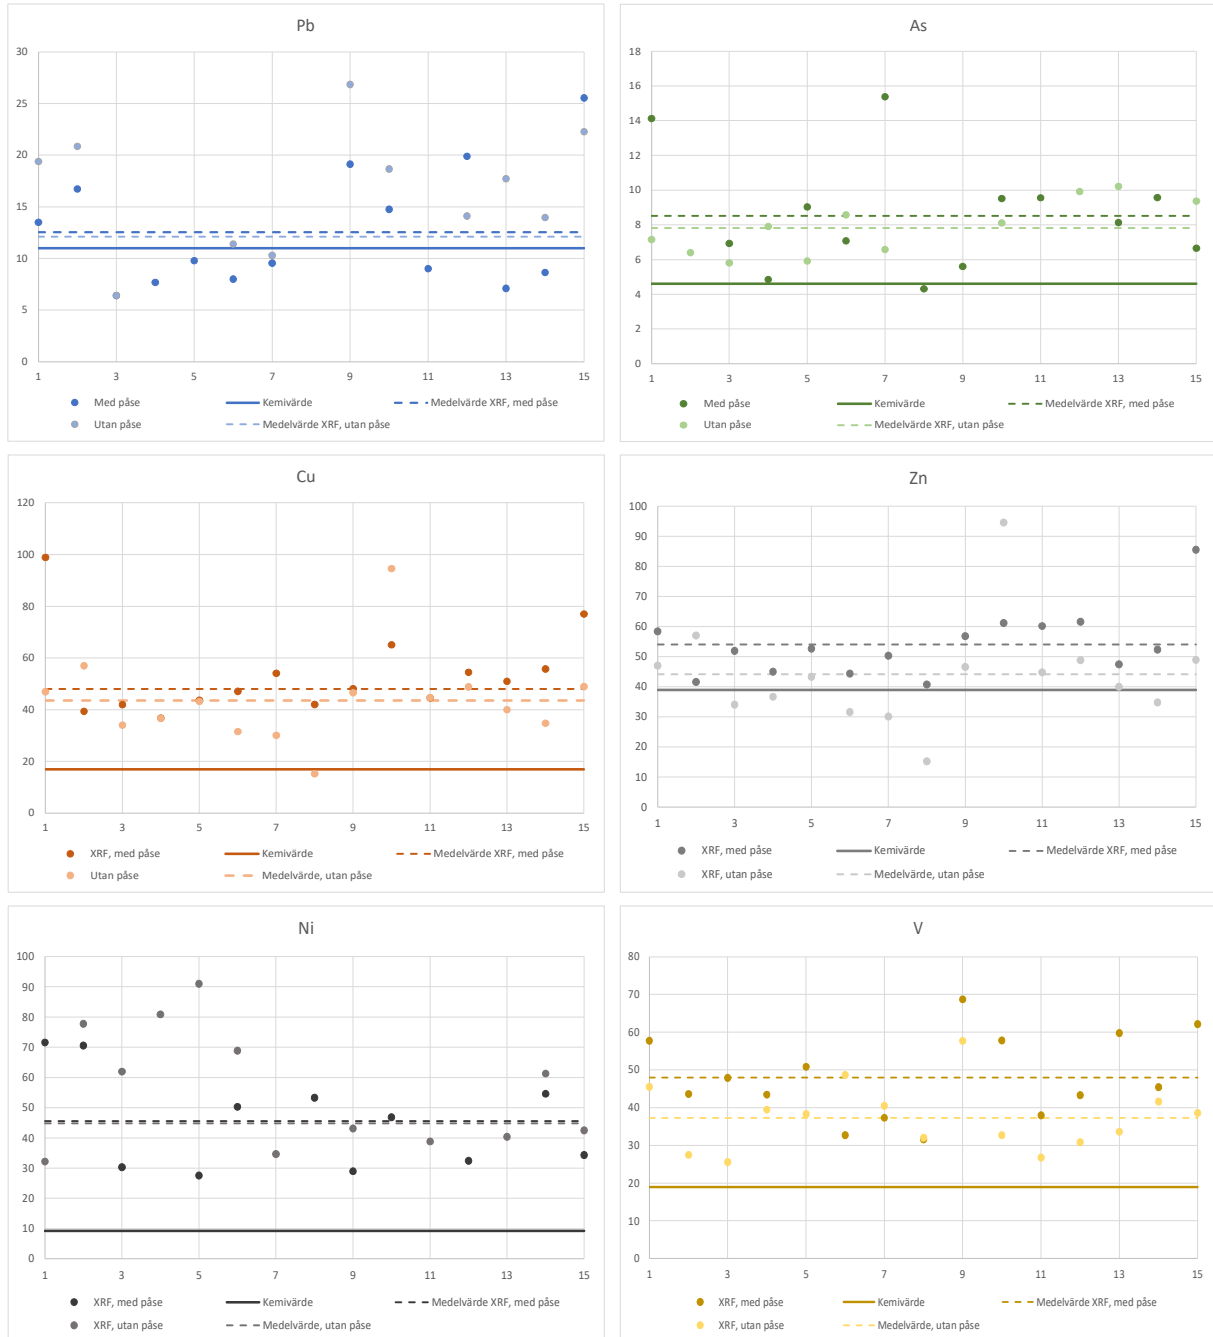 Pb
30
25
20
15
10
5
0
1 3 5 7 9 11 13 15
Med påse Kemivärde Medelvärde XRF, med påse
Utan påse Medelvärde XRF, utan påse
As
18
16
14
12
10
8
6
4
2
0
1 3 5 7 9 11 13 15
Med påse Kemivärde Medelvärde XRF, med påse
Utan påse Medelvärde XRF, utan påse
Cu
120
100
80
60
40
20
0
1 3 5 7 9 11 13 15
XRF, med påse Kemivärde Medelvärde XRF, med påse
Utan påse Medelvärde, utan påse
Zn
100
90
80
70
60
50
40
30
20
10
0
1 3 5 7 9 11 13 15
XRF, med påse Kemivärde Medelvärde XRF, med påse
XRF, utan påse Medelvärde, utan påse
Ni
100
90
80
70
60
50
40
30
20
10
0
1 3 5 7 9 11 13 15
XRF, med påse Kemivärde Medelvärde XRF, med påse
XRF, utan påse Medelvärde, utan påse
V
80
70
60
50
40
30
20
10
0
1 3 5 7 9 11 13 15
XRF, med påse Kemivärde Medelvärde XRF, med påse
XRF, utan påse Medelvärde, utan påse